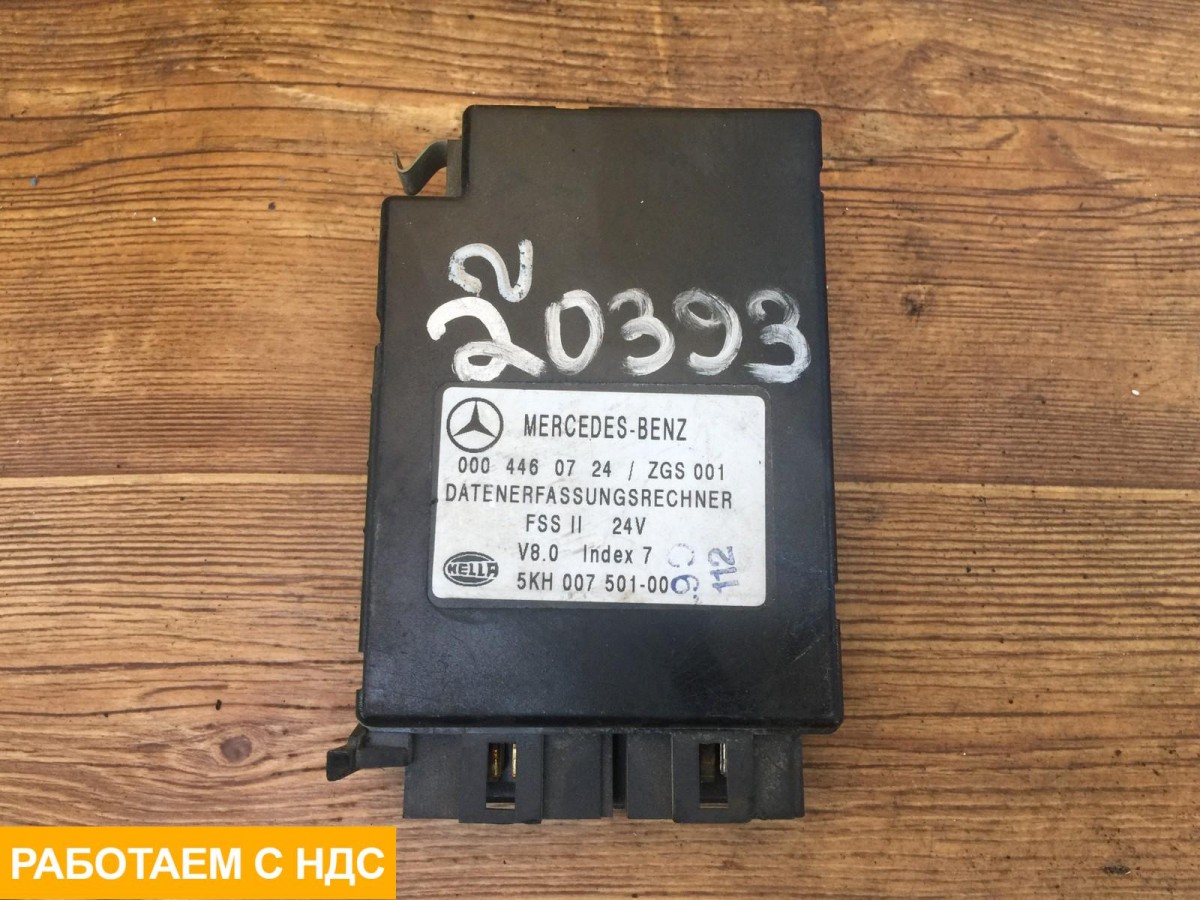 2
20393
MERCEDES-BENZ
000 446 07 24 / ZGS 001
DATENERFASSUNGSRECHNER
FSS II 24V
V8.0 Index 7
HELLA
5KH 007 501-00
112
РАБОТАЕМ С НДС